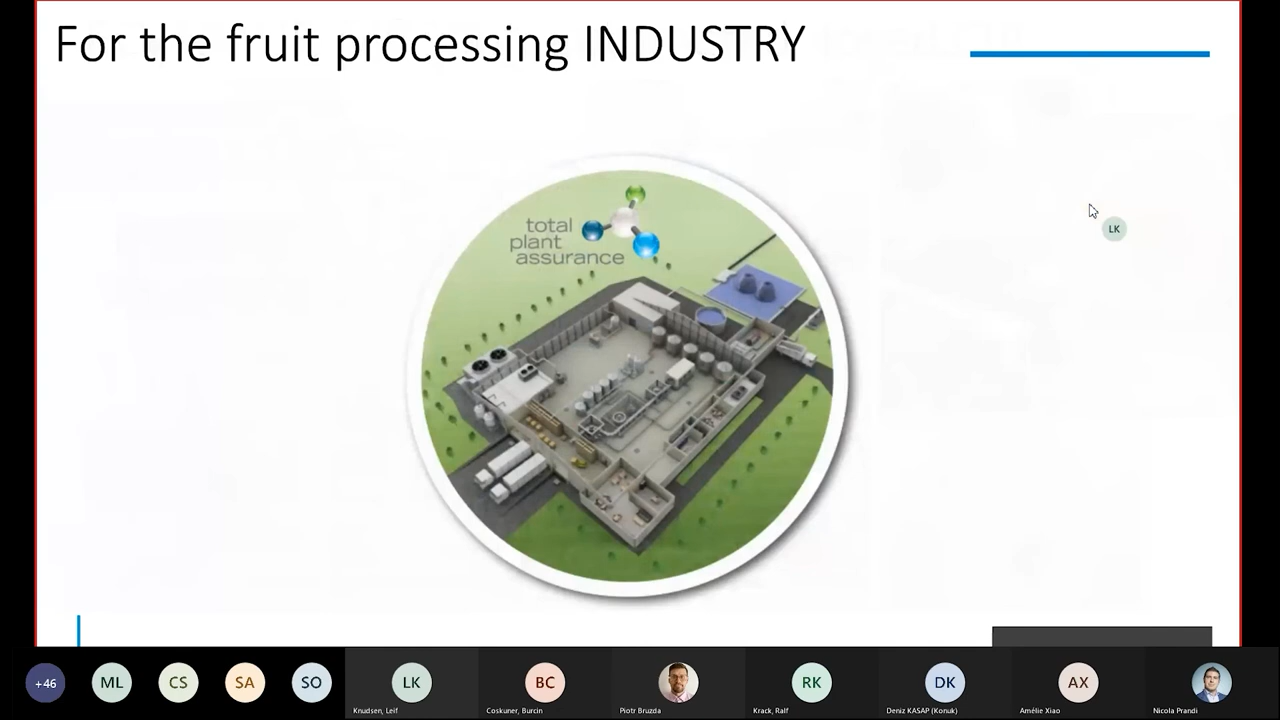 For the fruit processing INDUSTRY
total
plant
assurance
LK
+46
ML
CS
SA
SO
LK
BC
RK
DK
AX
Knudsen, Leif
Coskuner, Burcin
Piotr Bruzda
Krack, Ralf
Deniz KASAP (Konuk)
Amélie Xiao
Nicola Prandi